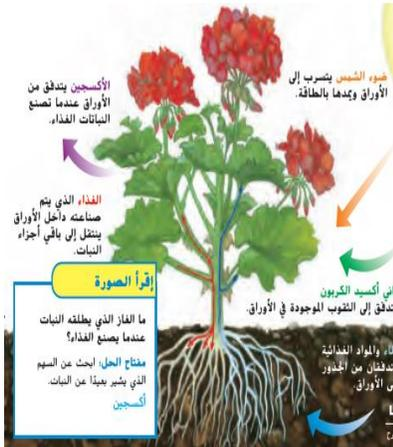 ضوء الشمس يتسرب إلى
الأوراق ويمدها بالطاقة.
الأكسجين يتدفق من
الأوراق عندما تصنع
النباتات الغذاء.
الغذاء الذي يتم
صناعته داخل الأوراق
ينتقل إلى باقي أجزاء
النبات.
أكسيد الكربون
تدفق إلى الثقوب الموجودة في الأوراق.
والمواد الغذائية
تدفقان من الجذور
الأوراق.
إقرأ الصورة
ما الغاز الذي يطلقه النبات
عندما يصنع الغذاء؟
مفتاح الحل: ابحث عن السهم
الذي يشير بعيدًا عن النبات.
أكسجين